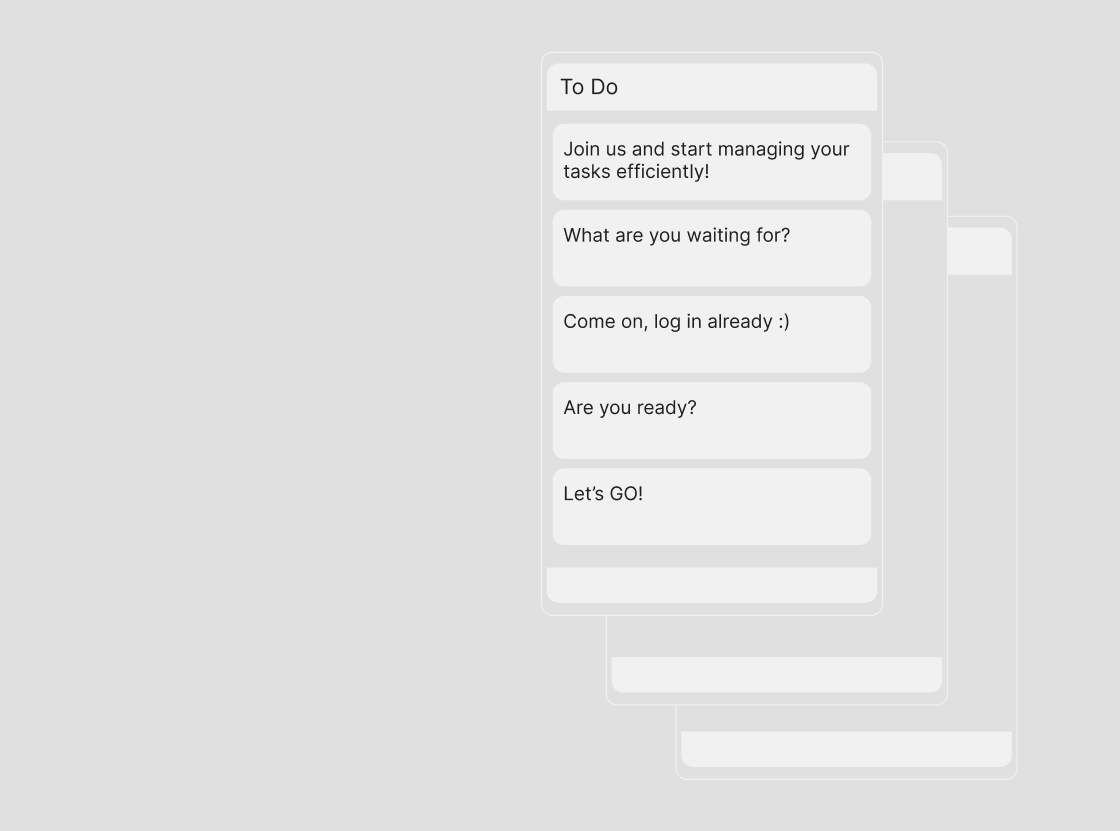 To Do
Join us and start managing your
tasks efficiently!
What are you waiting for?
Come on, log in already :)
Are you ready?
Let’s GO!